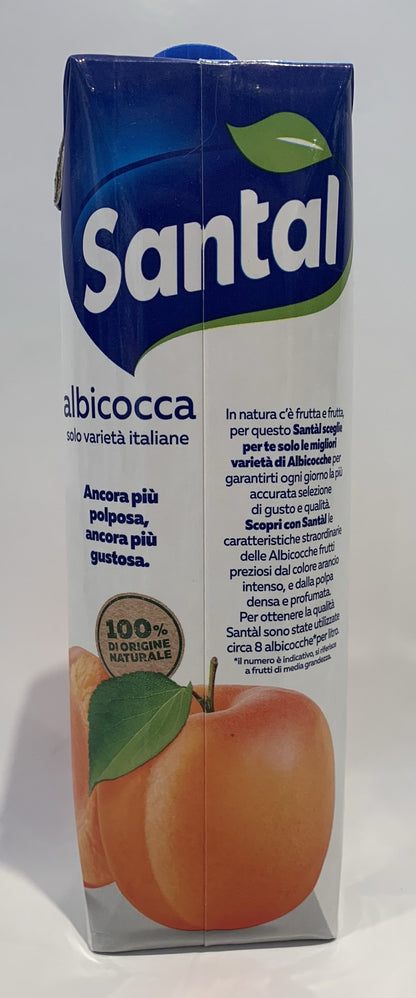 Santal
albicocca
solo varietà italiane
Ancora più
polposa,
ancora più
gustosa.
100%
DI ORIGINE
NATURALE
In natura c'è frutta e frutta,
per questo Santàl sceglie
per te solo le migliori
varietà di Albicocche per
garantirti ogni giorno la più
accurata selezione
di gusto e qualità.
Scopri con Santàl le
caratteristiche straordinarie
delle Albicocche frutti
preziosi dal colore arancio
intenso, e dalla polpa
densa e profumata.
Per ottenere la qualità
Santàl sono state utilizzate
circa 8 albicocche*per litro.
*il numero è indicativo, si riferisce
a frutti di media grandezza.